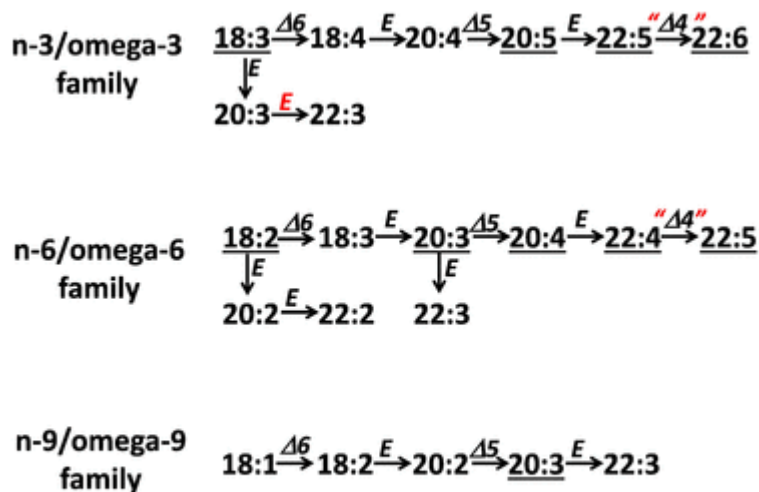 n-3/omega-3 family
18:3 Δ6 18:4 E 20:4 Δ5 20:5 E 22:5 “Δ4” 22:6
E
20:3 E 22:3
n-6/omega-6 family
18:2 Δ6 18:3 E 20:3 Δ5 20:4 E 22:4 “Δ4” 22:5
E E
20:2 E 22:2 22:3
n-9/omega-9 family
18:1 Δ6 18:2 E 20:2 Δ5 20:3 E 22:3